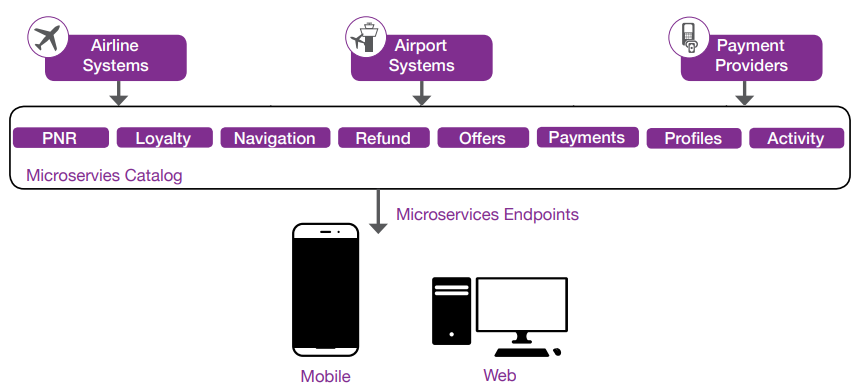 Airline
Systems
Airport
Systems
Payment
Providers
PNR
Loyalty
Navigation
Refund
Offers
Payments
Profiles
Activity
Microservies Catalog
Microservices Endpoints
Mobile
Web